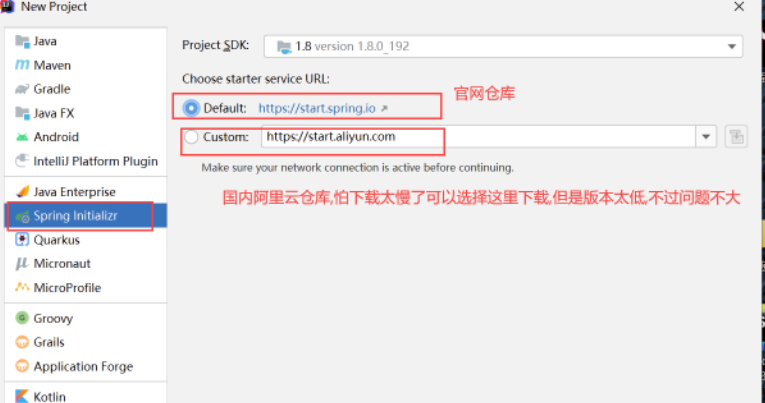 New Project
Java
Maven
Gradle
Java FX
Android
IntelliJ Platform Plugin
Java Enterprise
Spring Initializr
Quarkus
Micronaut
MicroProfile
Groovy
Grails
Application Forge
Kotlin
Project SDK: 1.8 version 1.8.0_192
Choose starter service URL:
官网仓库
Default: https://start.spring.io
Custom: https://start.aliyun.com
Make sure your network connection is active before continuing.
国内阿里云仓库,怕下载太慢了可以选择这里下载,但是版本太低,不过问题不大